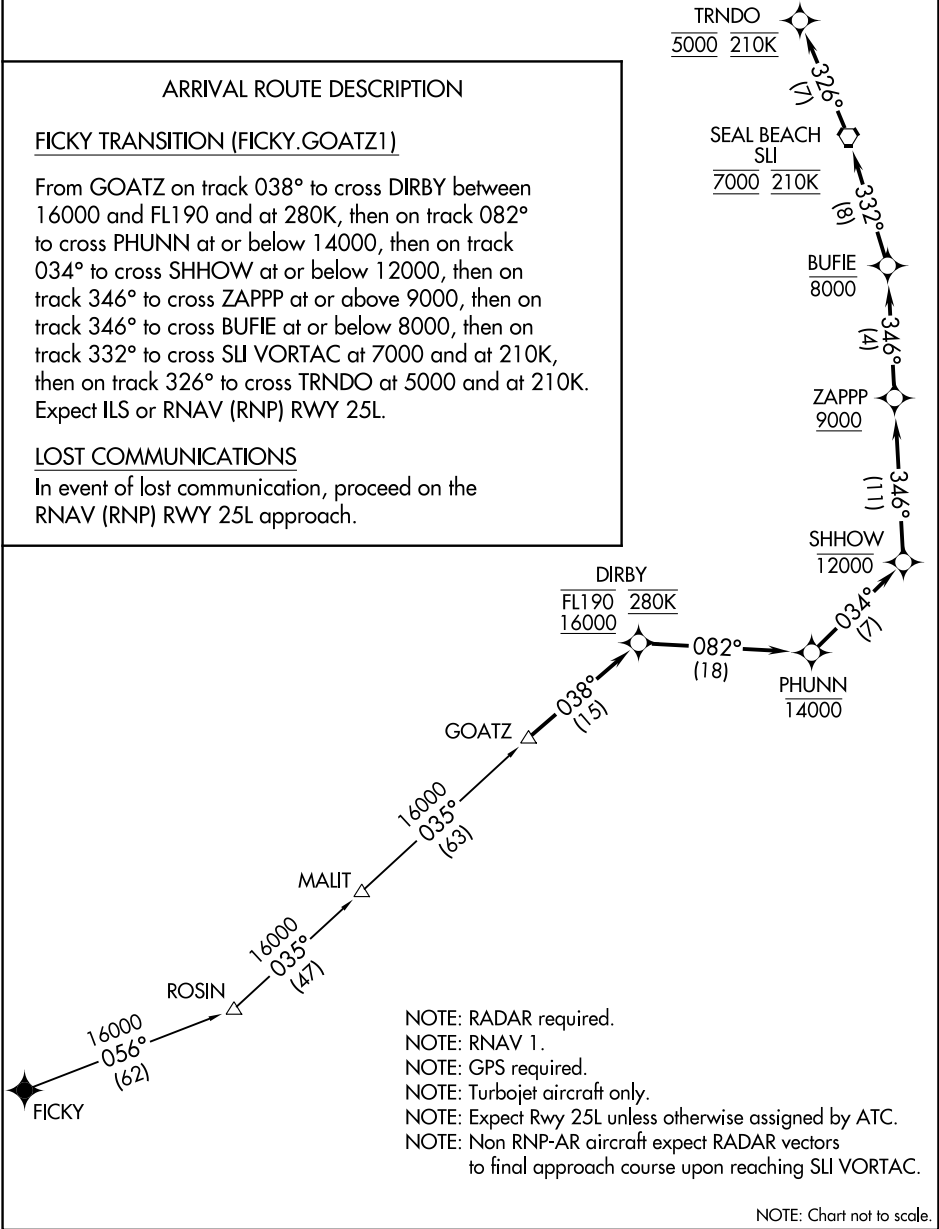 TRNDO
5000 210K
326°
(7)
SEAL BEACH
SLI
7000 210K
332°
(8)
BUFIE
8000
346°
(4)
ZAPPP
9000
346°
(11)
SHHOW
12000
034°
(7)
ARRIVAL ROUTE DESCRIPTION
FICKY TRANSITION (FICKY.GOATZ1)
From GOATZ on track 038° to cross DIRBY between
16000 and FL190 and at 280K, then on track 082°
to cross PHUNN at or below 14000, then on track
034° to cross SHHOW at or below 12000, then on
track 346° to cross ZAPPP at or above 9000, then on
track 346° to cross BUFIE at or below 8000, then on
track 332° to cross SLI VORTAC at 7000 and at 210K,
then on track 326° to cross TRNDO at 5000 and at 210K.
Expect ILS or RNAV (RNP) RWY 25L.
LOST COMMUNICATIONS
In event of lost communication, proceed on the
RNAV (RNP) RWY 25L approach.
DIRBY
FL190 280K
16000
082°
(18)
PHUNN
14000
038°
(15)
GOATZ
16000
035°
(63)
MALIT
16000
035°
(47)
ROSIN
16000
056°
(62)
FICKY
NOTE: RADAR required.
NOTE: RNAV 1.
NOTE: GPS required.
NOTE: Turbojet aircraft only.
NOTE: Expect Rwy 25L unless otherwise assigned by ATC.
NOTE: Non RNP-AR aircraft expect RADAR vectors
to final approach course upon reaching SLI VORTAC.
NOTE: Chart not to scale.